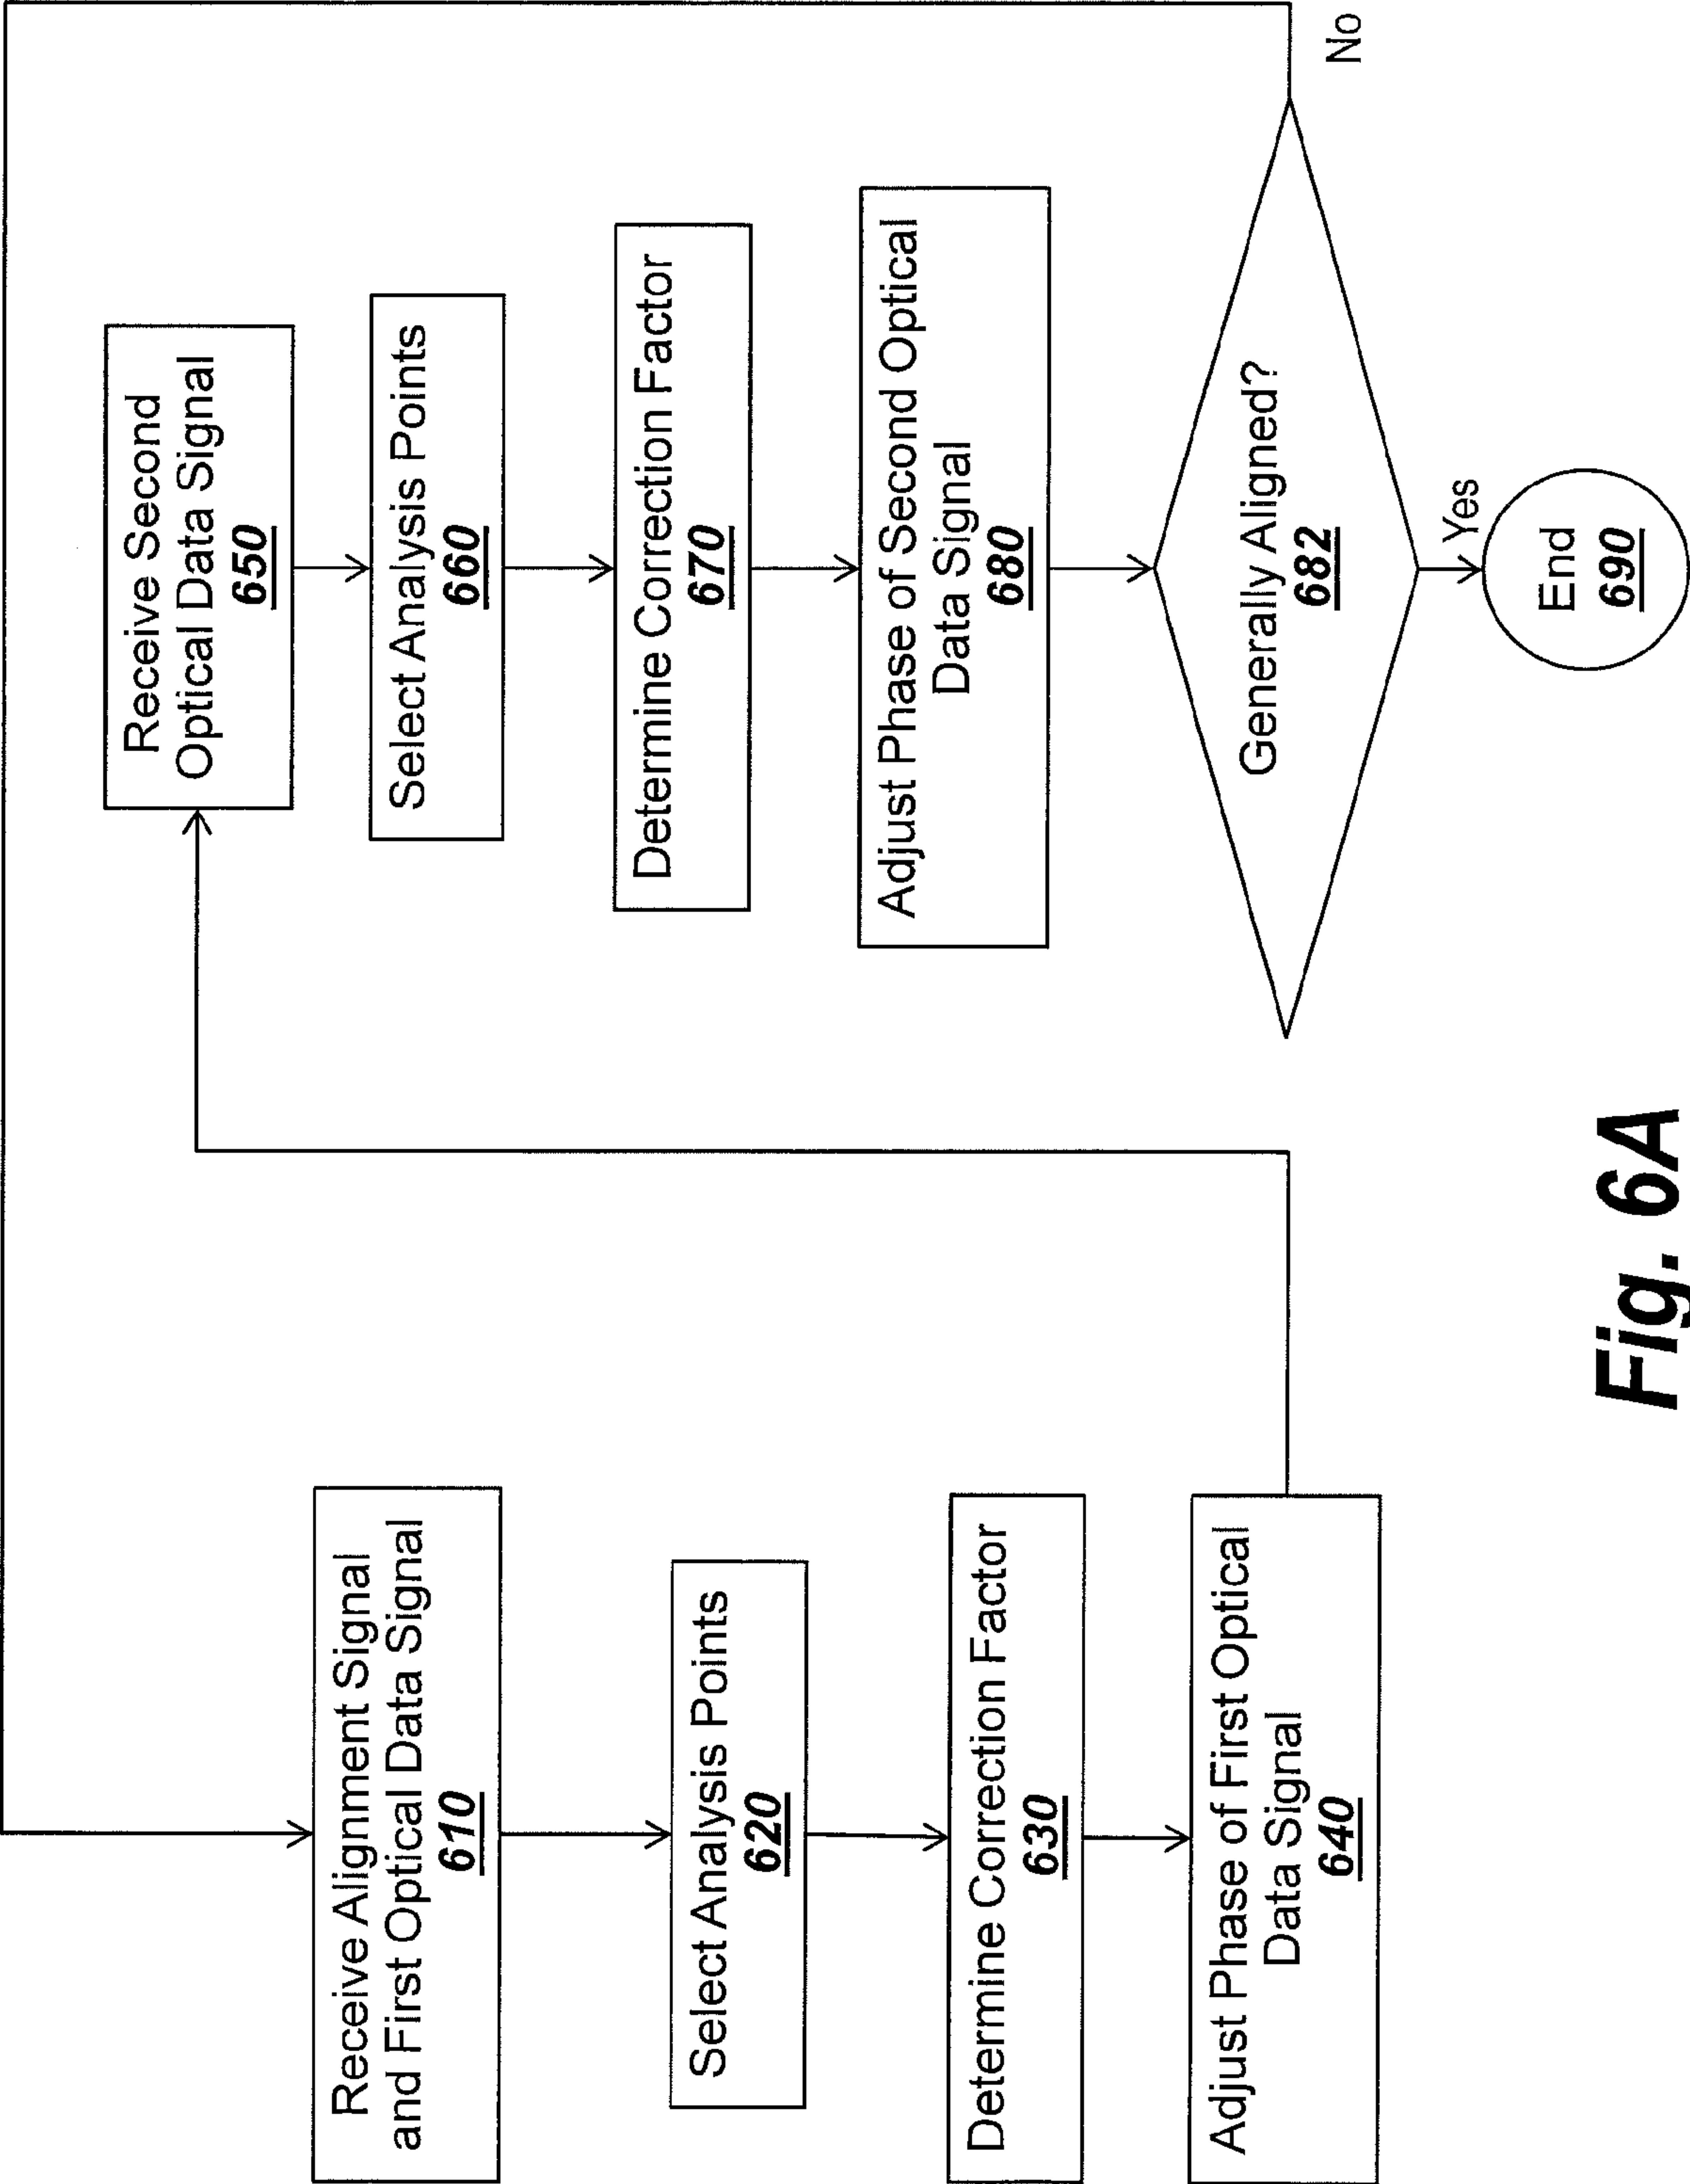 Receive Alignment Signal
and First Optical Data Signal
610
Select Analysis Points
620
Determine Correction Factor
630
Adjust Phase of First Optical
Data Signal
640
Receive Second
Optical Data Signal
650
Select Analysis Points
660
Determine Correction Factor
670
Adjust Phase of Second Optical
Data Signal
680
Generally Aligned?
682
No
Yes
End
690
Fig. 6A